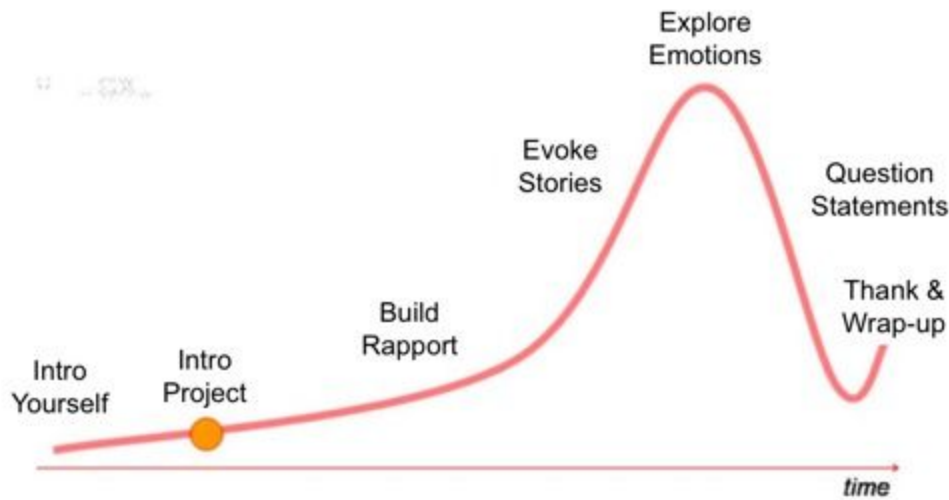 Explore
Emotions
Evoke
Stories
Question
Statements
Thank &
Wrap-up
Build
Rapport
Intro
Project
Intro
Yourself
time